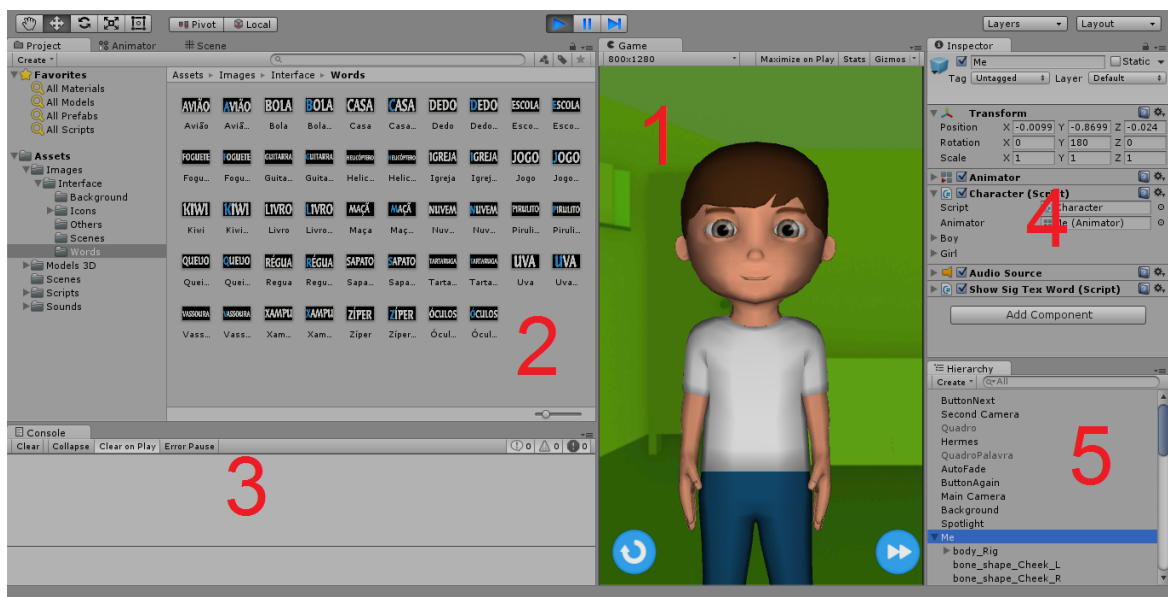 Pivot Local Layers Layout
Project Animator Scene
Create
Favorites
All Materials
All Models
All Prefabs
All Scripts
Assets
Images
Interface
Background
Icons
Others
Scenes
Words
Models 3D
Scenes
Scripts
Sounds
Assets Images Interface Words
AVIÃO AVIÃO BOLA BOLA CASA CASA DEDO DEDO ESCOLA ESCOLA
Avião Aviã... Bola Bola... Casa Casa... Dedo Dedo... Esco... Esco...
FOGUETE FOGUETE GUITARRA GUITARRA HELICÓPTERO HELICÓPTERO IGREJA IGREJA JOGO JOGO
Fogu... Fogu... Guita... Guita... Helic... Helic... Igreja Igrej... Jogo Jogo...
KIWI KIWI LIVRO LIVRO MAÇÃ MAÇÃ NUVEM NUVEM PIRULITO PIRULITO
Kiwi Kiwi... Livro Livro... Maça Maç... Nuv... Nuv... Piruli... Piruli...
QUEIJO QUEIJO RÉGUA RÉGUA SAPATO SAPATO TARTARUGA TARTARUGA UVA UVA
Quei... Quei... Regua Regu... Sapa... Sapa... Tarta... Tarta... Uva Uva...
VASSOURA VASSOURA XAMPU XAMPU ZÍPER ZÍPER ÓCULOS ÓCULOS
Vass... Vass... Xam... Xam... Zíper Zíper... Ócul... Ócul...
2
Console
Clear Collapse Clear on Play Error Pause 0 0 0
3
Game
800x1280 Maximize on Play Stats Gizmos
1
Inspector
Me Static
Tag Untagged Layer Default
Transform
Position X -0.0099 Y -0.8699 Z -0.024
Rotation X 0 Y 180 Z 0
Scale X 1 Y 1 Z 1
Animator
Character (Script)
Script Character
Animator (Animator)
Boy
Girl
4
Audio Source
Show Sig Tex Word (Script)
Add Component
Hierarchy
Create All
ButtonNext
Second Camera
Quadro
Hermes
QuadroPalavra
AutoFade
ButtonAgain
Main Camera
Background
Spotlight
Me
body_Rig
bone_shape_Cheek_L
bone_shape_Cheek_R
5